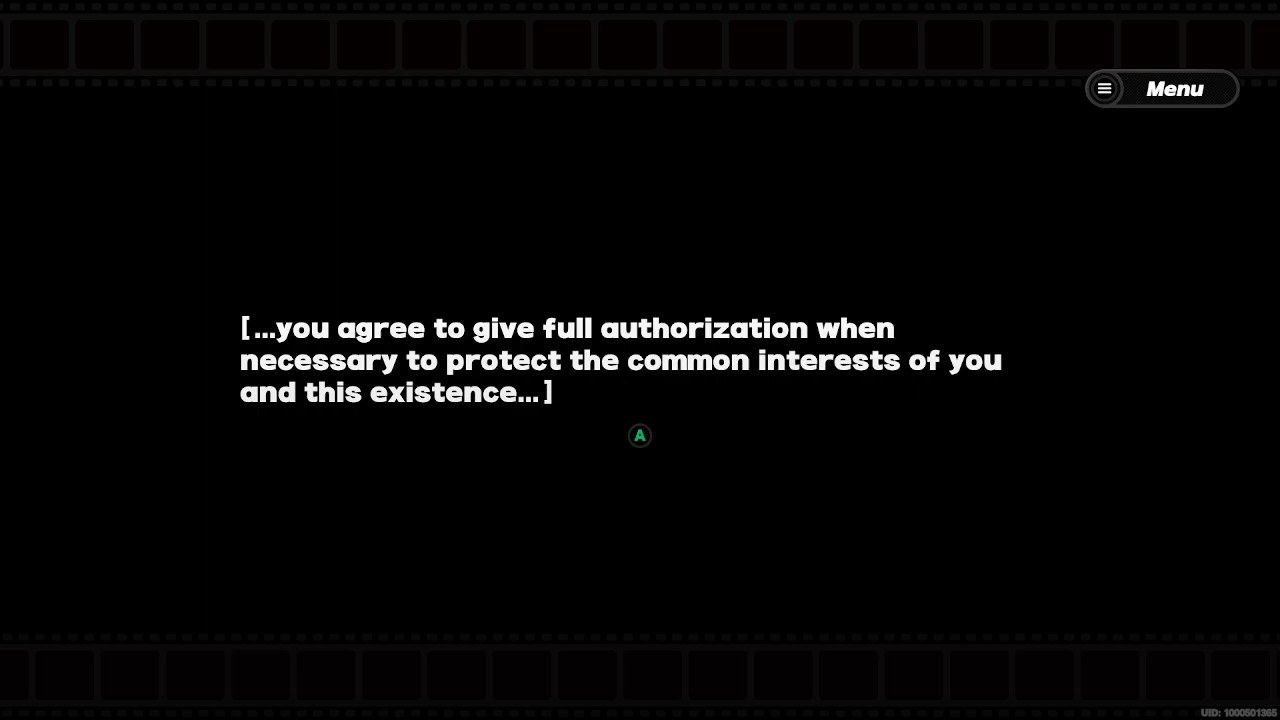 Menu
[...you agree to give full authorization when
necessary to protect the common interests of you
and this existence...]
A
UID: 1000501365